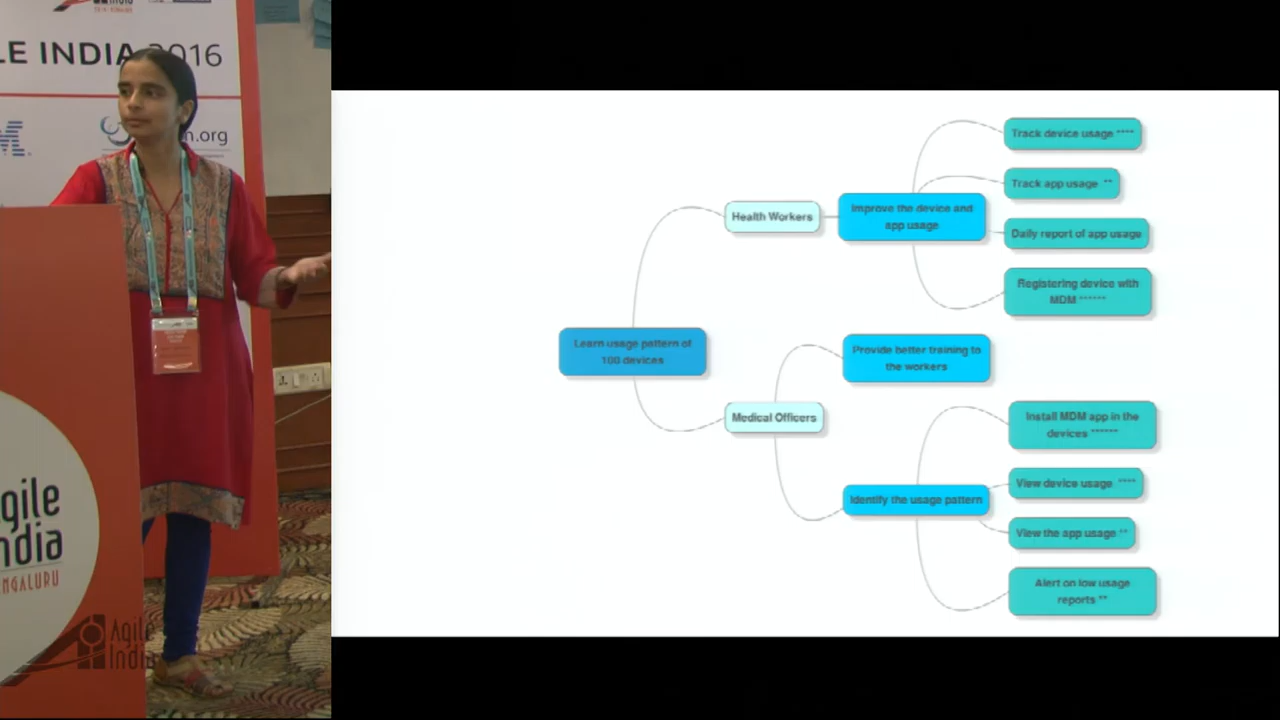 LE INDIA 2016
n.org
gile
ndia
NGALURU
Agile
India
Track device usage ****
Track app usage **
Health Workers
Improve the device and
app usage
Daily report of app usage
Registering device with
MDM ******
Learn usage pattern of
100 devices
Provide better training to
the workers
Medical Officers
Install MDM app in the
devices ******
View device usage ****
Identify the usage pattern
View the app usage **
Alert on low usage
reports **